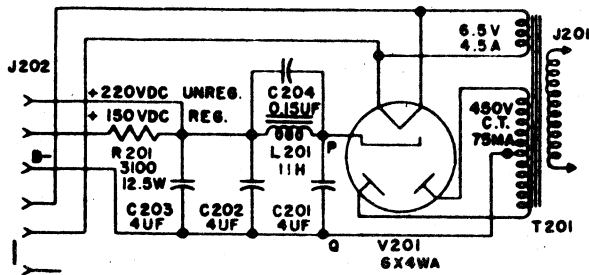 6.5V
4.5A
J201
J202
+220VDC UNREG.
+150VDC REG.
C204
0.15UF
450V
C.T.
75MA
B-
R201
3100
12.5W
L201
11H
P
C203
4UF
C202
4UF
C201
4UF
Q
V201
6X4WA
T201